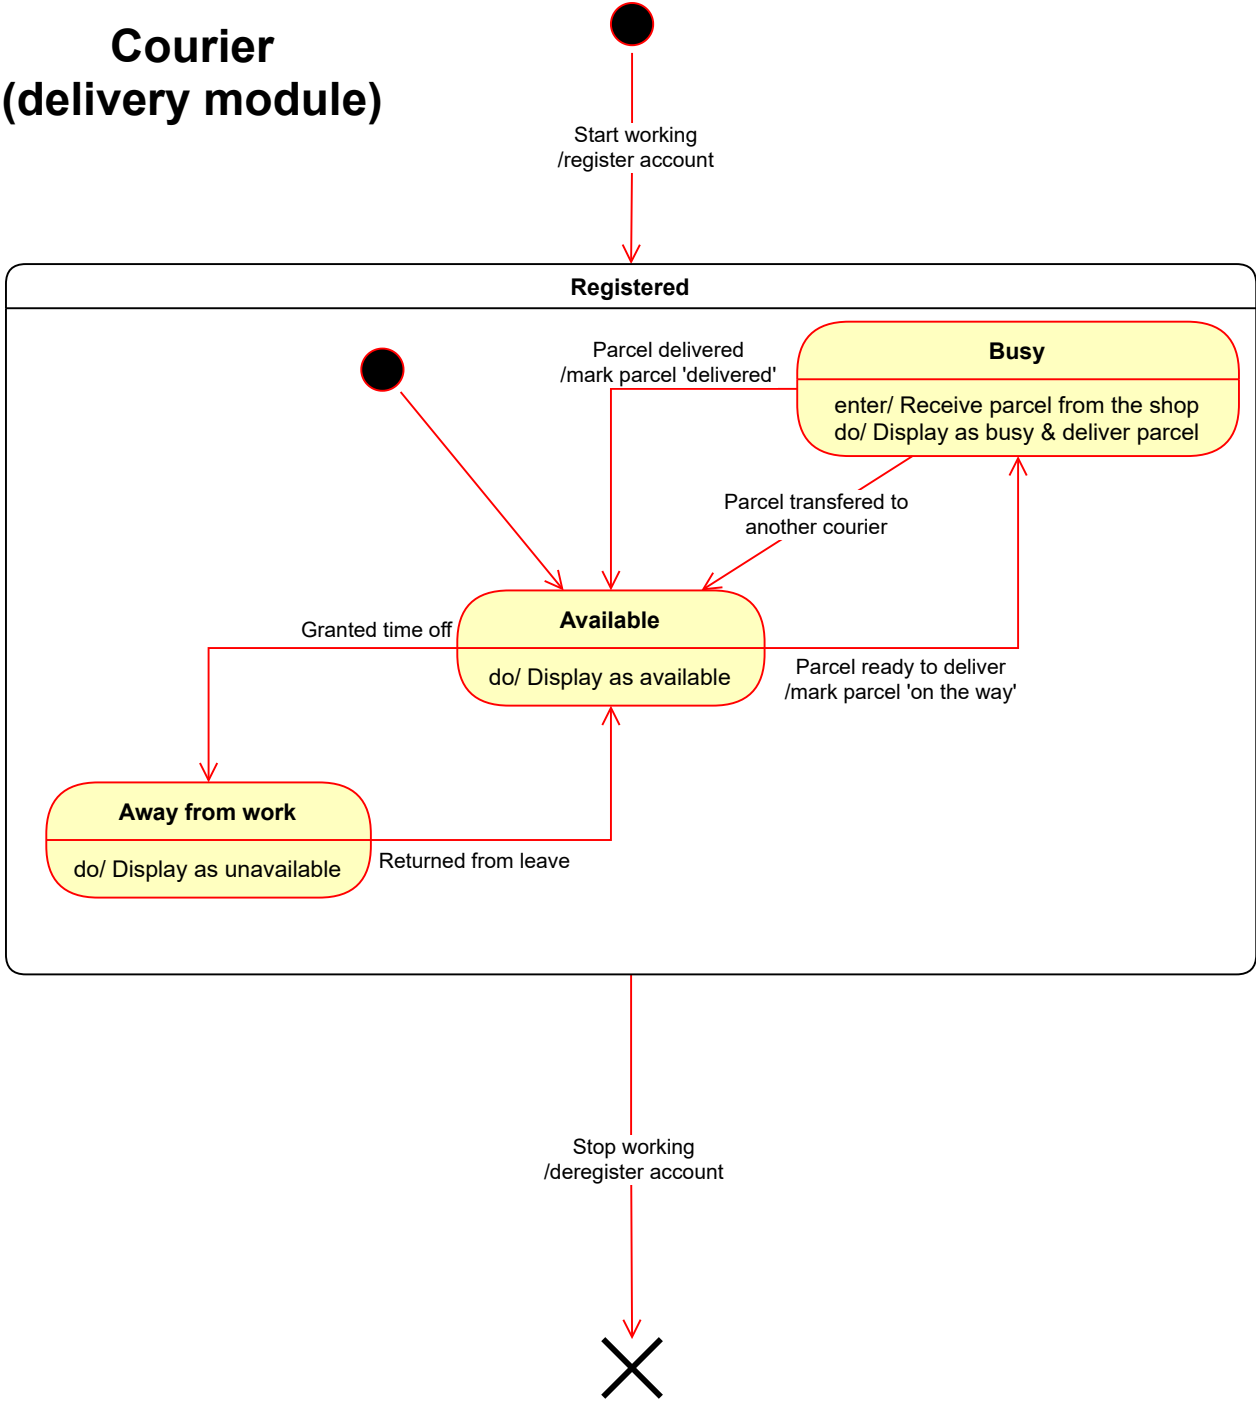 Courier
(delivery module)
Start working
/register account
Registered
Parcel delivered
/mark parcel 'delivered'
Busy
enter/ Receive parcel from the shop
do/ Display as busy & deliver parcel
Parcel transfered to
another courier
Available
do/ Display as available
Granted time off
Parcel ready to deliver
/mark parcel 'on the way'
Away from work
do/ Display as unavailable
Returned from leave
Stop working
/deregister account